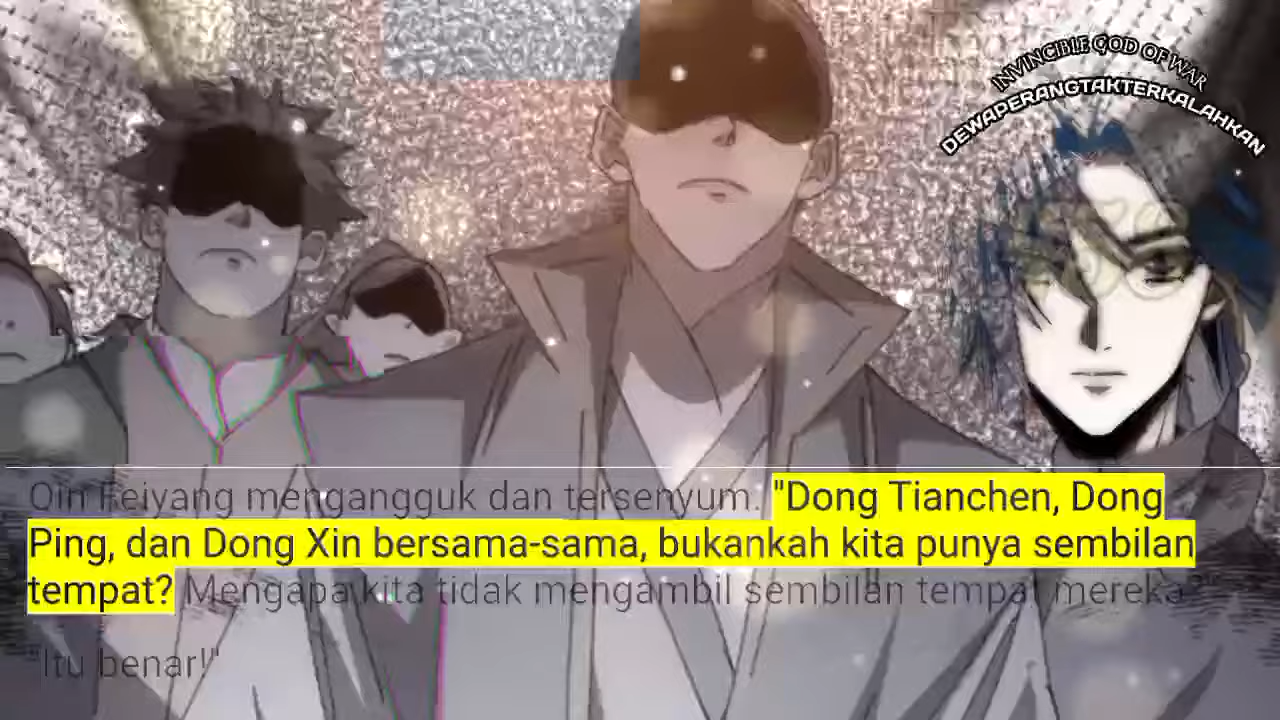 INVINCIBLE GOD OF WAR
DEWAPERANGTAKTERKALAHKAN
Qin Feiyang mengangguk dan tersenyum. "Dong Tianchen, Dong
Ping, dan Dong Xin bersama-sama, bukankah kita punya sembilan
tempat? Mengapa kita tidak mengambil sembilan tempat mereka?"
"Itu benar!"